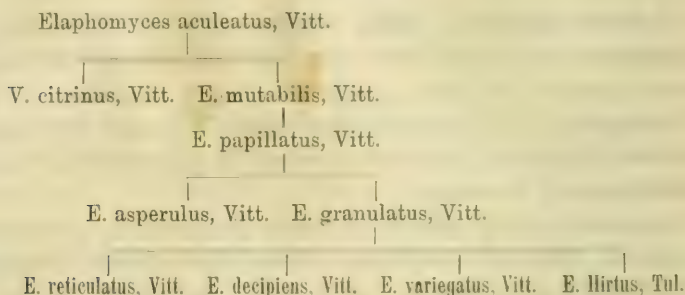 Elaphomyces aculeatus, Vitt.
V. citrinus, Vitt. E. mutabilis, Vitt.
E. papillatus, Vitt.
E. asperulus, Vitt. E. granulatus, Vitt.
E. reticulatus, Vitt. E. decipiens, Vitt. E. variegatus, Vitt. E. Hirtus, Tul.